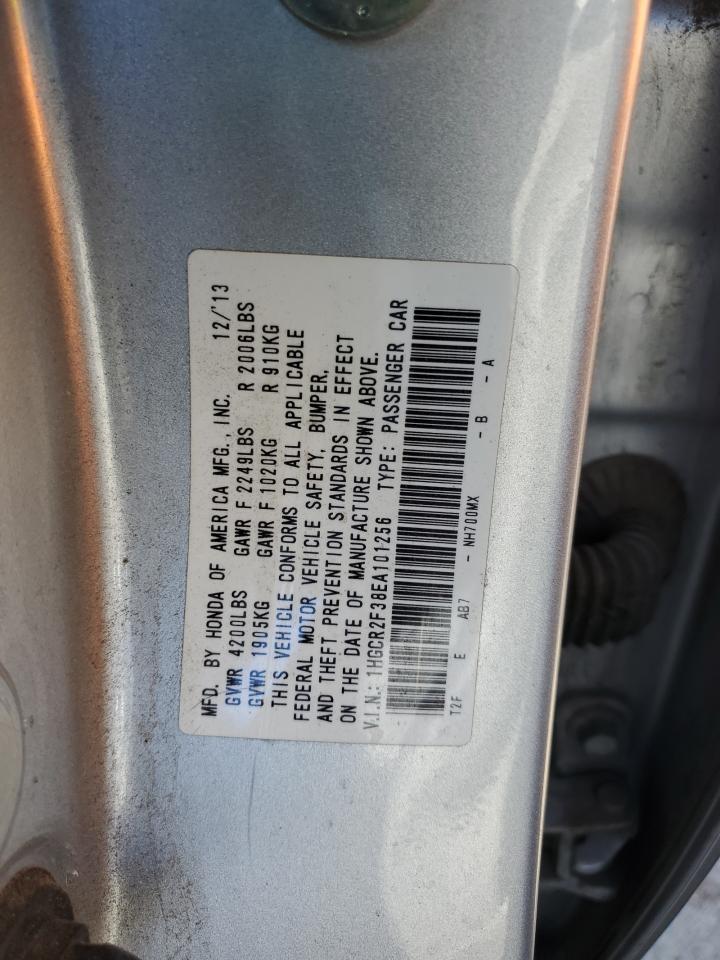 MFD. BY HONDA OF AMERICA MFG., INC. 12/'13
GVWR 4200LBS GAWR F 2249LBS R 2006LBS
GVWR 1905KG GAWR F 1020KG R 910KG
THIS VEHICLE CONFORMS TO ALL APPLICABLE
FEDERAL MOTOR VEHICLE SAFETY, BUMPER,
AND THEFT PREVENTION STANDARDS IN EFFECT
ON THE DATE OF MANUFACTURE SHOWN ABOVE.
V.I.N.: 1HGCR2F38EA101256 TYPE: PASSENGER CAR
T2F E AB7 - NH700MX - B - A